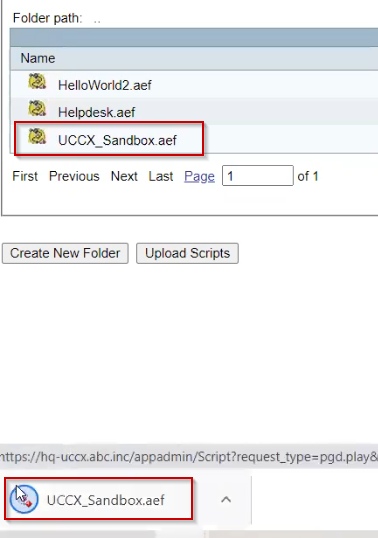 Folder path: ..
Name
HelloWorld2.aef
Helpdesk.aef
UCCX_Sandbox.aef
First Previous Next Last Page 1 of 1
Create New Folder Upload Scripts
https://hq-uccx.abc.inc/appadmin/Script?request_type=pgd.play&
UCCX_Sandbox.aef